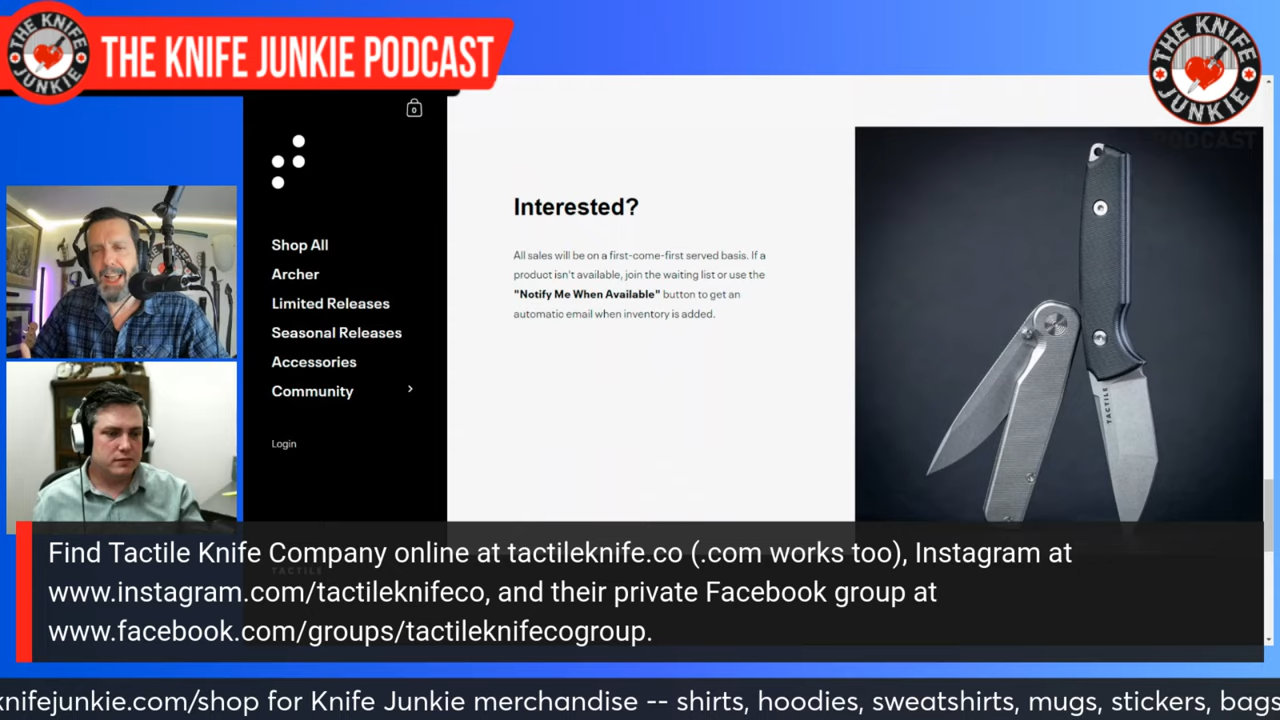 THE KNIFE JUNKIE
THE KNIFE JUNKIE PODCAST
THE KNIFE JUNKIE
PODCAST
0
Shop All
Archer
Limited Releases
Seasonal Releases
Accessories
Community
Login
Interested?
All sales will be on a first-come-first served basis. If a
product isn't available, join the waiting list or use the
"Notify Me When Available" button to get an
automatic email when inventory is added.
TACTILE
Find Tactile Knife Company online at tactileknife.co (.com works too), Instagram at
www.instagram.com/tactileknifeco, and their private Facebook group at
www.facebook.com/groups/tactileknifecogroup.
TACTILE
knifejunkie.com/shop for Knife Junkie merchandise -- shirts, hoodies, sweatshirts, mugs, stickers, bags